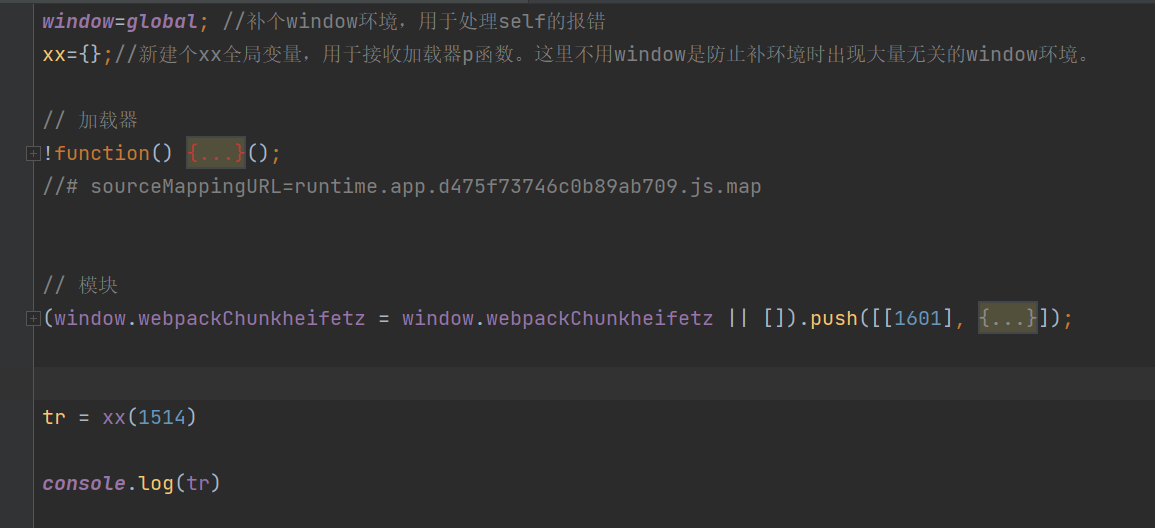 window=global; //补个window环境，用于处理self的报错
xx={};//新建个xx全局变量，用于接收加载器p函数。这里不用window是防止补环境时出现大量无关的window环境。
// 加载器
!function() {...}();
//# sourceMappingURL=runtime.app.d475f73746c0b89ab709.js.map
// 模块
(window.webpackChunkheifetz = window.webpackChunkheifetz || []).push([[1601], {...}]);
tr = xx(1514)
console.log(tr)